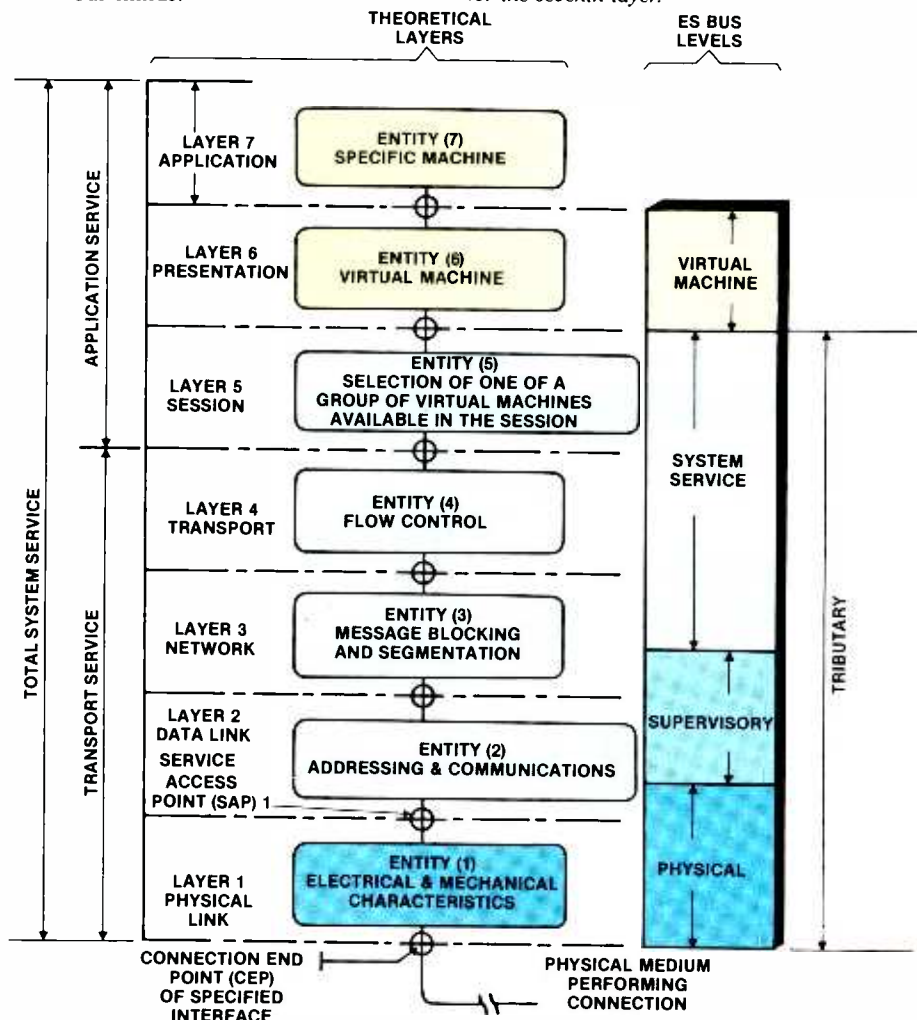 for the seventh layer.
THEORETICAL
LAYERS
ES BUS
LEVELS
LAYER 7
APPLICATION
ENTITY (7)
SPECIFIC MACHINE
LAYER 6
PRESENTATION
ENTITY (6)
VIRTUAL MACHINE
VIRTUAL
MACHINE
APPLICATION SERVICE
LAYER 5
SESSION
ENTITY (5)
SELECTION OF ONE OF A
GROUP OF VIRTUAL MACHINES
AVAILABLE IN THE SESSION
SYSTEM
SERVICE
LAYER 4
TRANSPORT
ENTITY (4)
FLOW CONTROL
TOTAL SYSTEM SERVICE
TRANSPORT SERVICE
LAYER 3
NETWORK
ENTITY (3)
MESSAGE BLOCKING
AND SEGMENTATION
TRIBUTARY
LAYER 2
DATA LINK
SERVICE
ACCESS
POINT (SAP) 1
ENTITY (2)
ADDRESSING & COMMUNICATIONS
SUPERVISORY
LAYER 1
PHYSICAL
LINK
ENTITY (1)
ELECTRICAL & MECHANICAL
CHARACTERISTICS
PHYSICAL
CONNECTION END
POINT (CEP)
OF SPECIFIED
INTERFACE
PHYSICAL MEDIUM
PERFORMING
CONNECTION